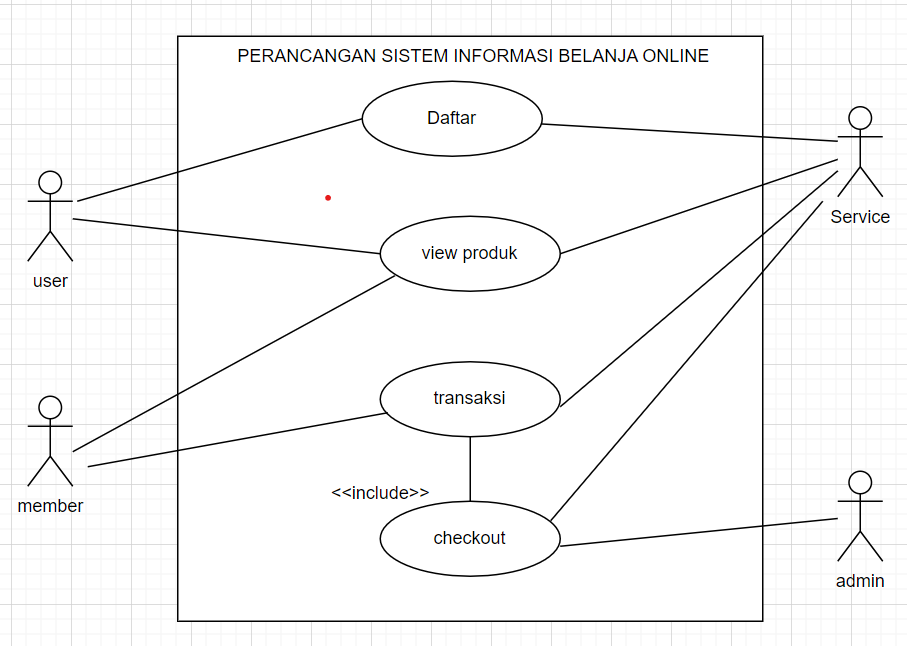 PERANCANGAN SISTEM INFORMASI BELANJA ONLINE
Daftar
Service
view produk
user
transaksi
<<include>>
member
checkout
admin